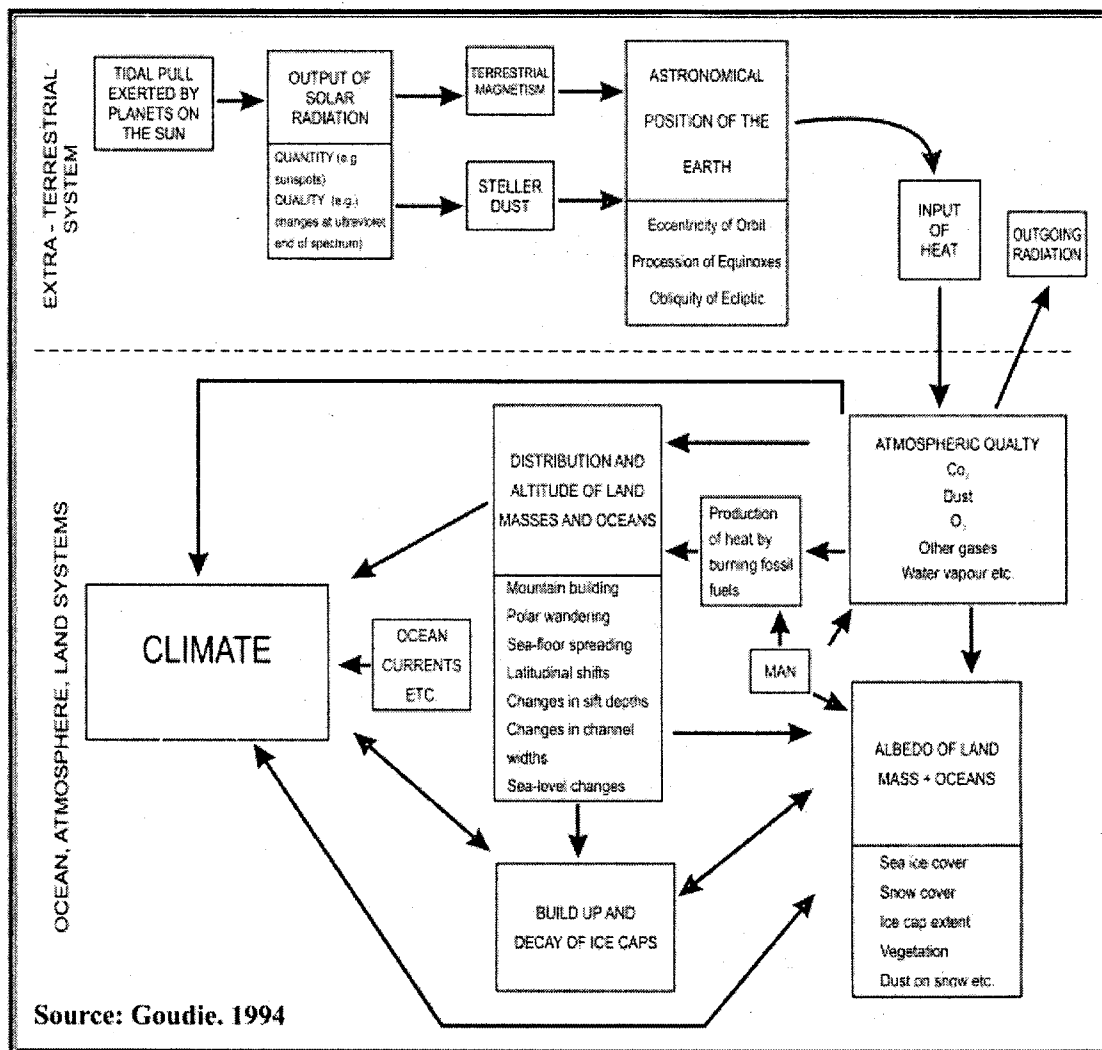 EXTRA - TERRESTRIAL
SYSTEM
TIDAL PULL
EXERTED BY
PLANETS ON
THE SUN
OUTPUT OF
SOLAR
RADIATION
QUANTITY (e.g
sunspots)
QUALITY (e.g.)
changes at ultraviolet
end of spectrum)
TERRESTRIAL
MAGNETISM
STELLER
DUST
ASTRONOMICAL
POSITION OF THE
EARTH
Eccentricity of Orbit
Procession of Equinoxes
Obliquity of Ecliptic
INPUT
OF
HEAT
OUTGOING
RADIATION
OCEAN, ATMOSPHERE, LAND SYSTEMS
CLIMATE
OCEAN
CURRENTS
ETC.
DISTRIBUTION AND
ALTITUDE OF LAND
MASSES AND OCEANS
Mountain building
Polar wandering
Sea-floor spreading
Latitudinal shifts
Changes in sift depths
Changes in channel
widths
Sea-level changes
Production
of heat by
burning fossil
fuels
MAN
ATMOSPHERIC QUALTY
Co₂
Dust
O₂
Other gases
Water vapour etc.
ALBEDO OF LAND
MASS + OCEANS
Sea ice cover
Snow cover
Ice cap extent
Vegetation
Dust on snow etc.
BUILD UP AND
DECAY OF ICE CAPS
Source: Goudie. 1994